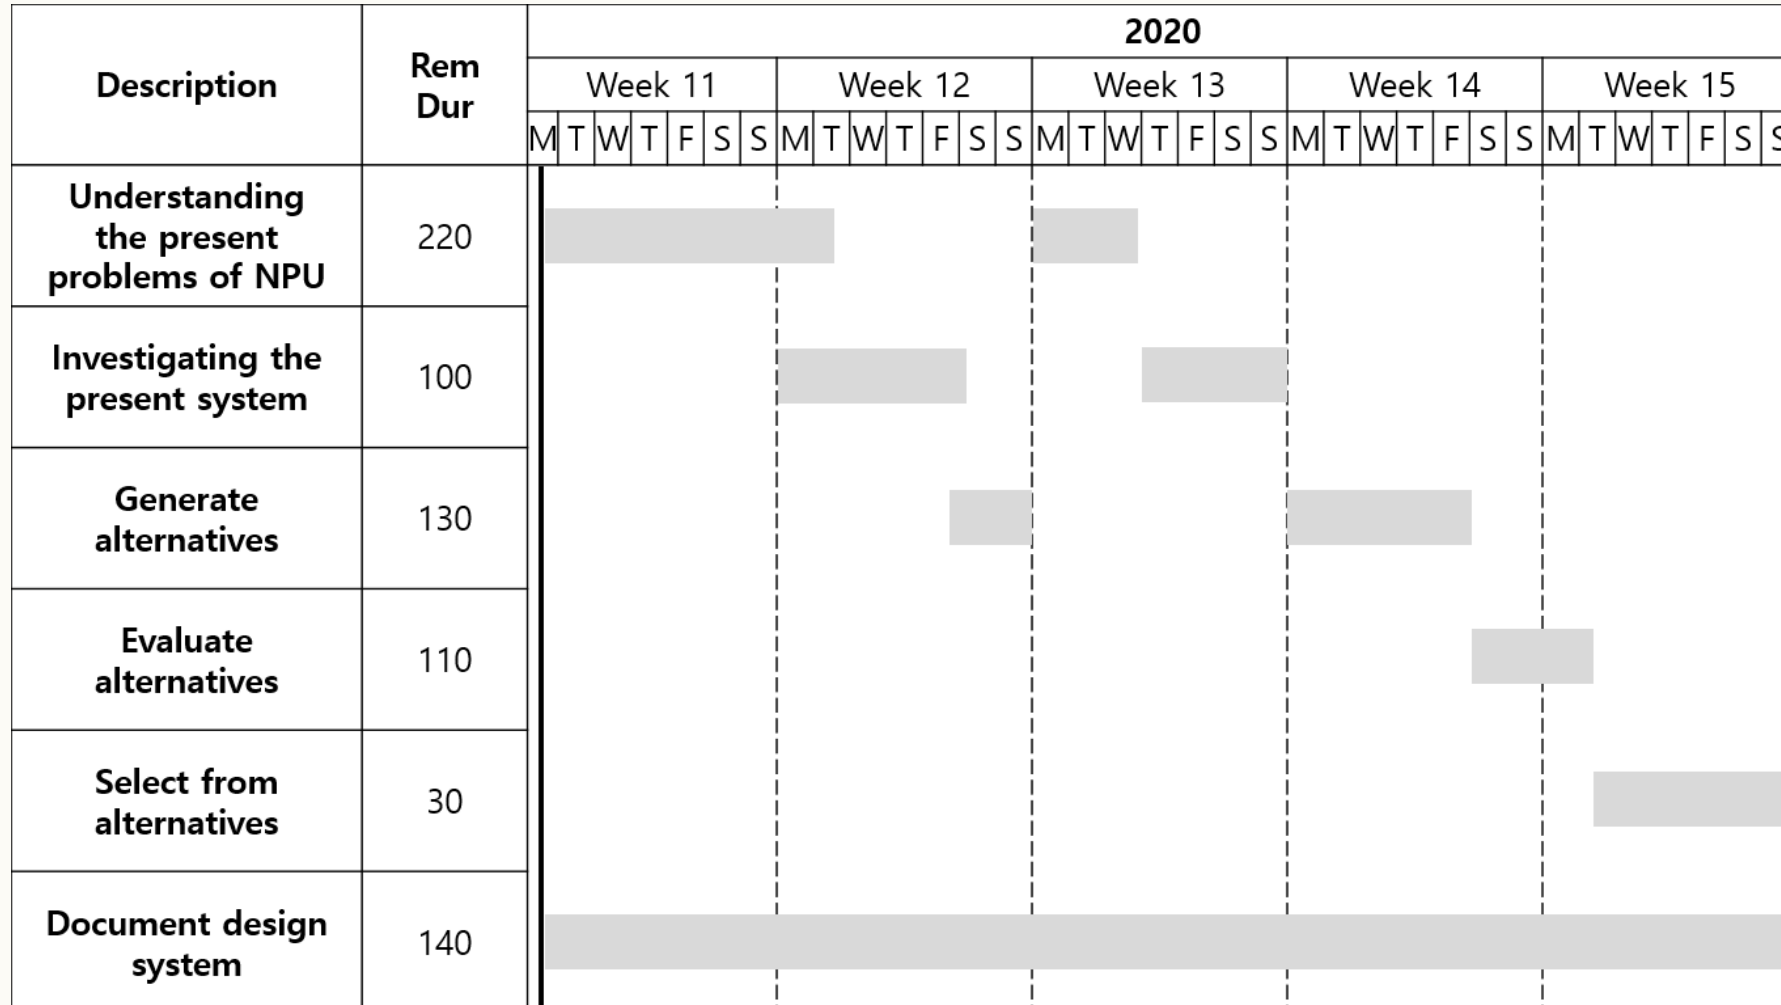 2020
Description
Rem
Dur
Week 11 Week 12 Week 13 Week 14 Week 15
M T W T F S S M T W T F S S M T W T F S S M T W T F S S M T W T F S S
Understanding
the present
problems of NPU
220
Investigating the
present system
100
Generate
alternatives
130
Evaluate
alternatives
110
Select from
alternatives
30
Document design
system
140